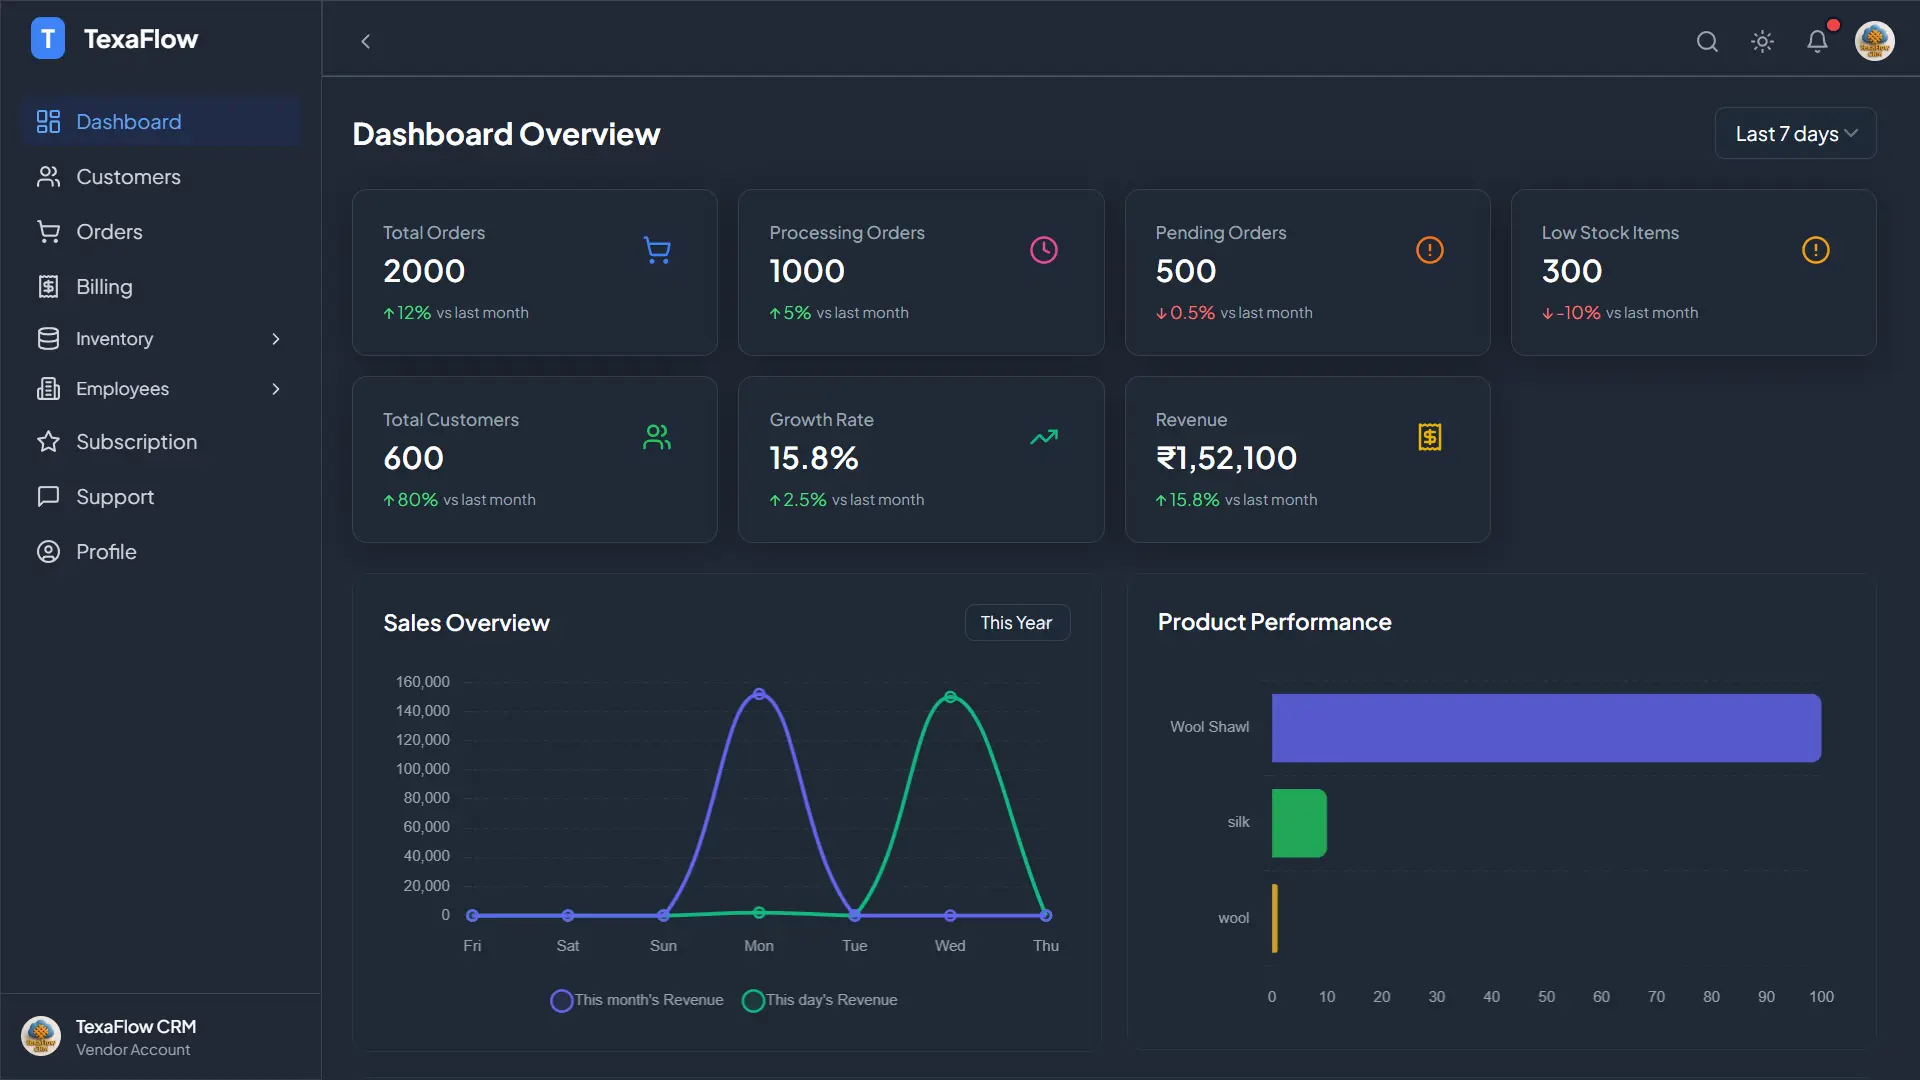 T TexaFlow
Dashboard
Customers
Orders
Billing
Inventory
Employees
Subscription
Support
Profile
TexaFlow CRM
Vendor Account
Dashboard Overview
Last 7 days
Total Orders
2000
↑12% vs last month
Processing Orders
1000
↑5% vs last month
Pending Orders
500
↓0.5% vs last month
Low Stock Items
300
↓-10% vs last month
Total Customers
600
↑80% vs last month
Growth Rate
15.8%
↑2.5% vs last month
Revenue
₹1,52,100
↑15.8% vs last month
Sales Overview
This Year
160,000
140,000
120,000
100,000
80,000
60,000
40,000
20,000
0
Fri Sat Sun Mon Tue Wed Thu
This month's Revenue This day's Revenue
Product Performance
Wool Shawl
silk
wool
0 10 20 30 40 50 60 70 80 90 100